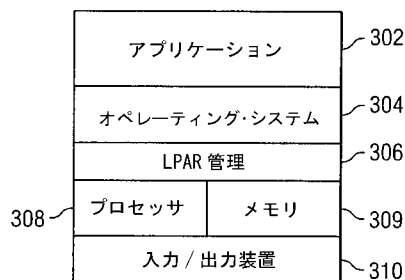 アプリケーション
302
オペレーティング・システム
304
LPAR 管理
306
308
プロセッサ
メモリ
309
入力 / 出力装置
310